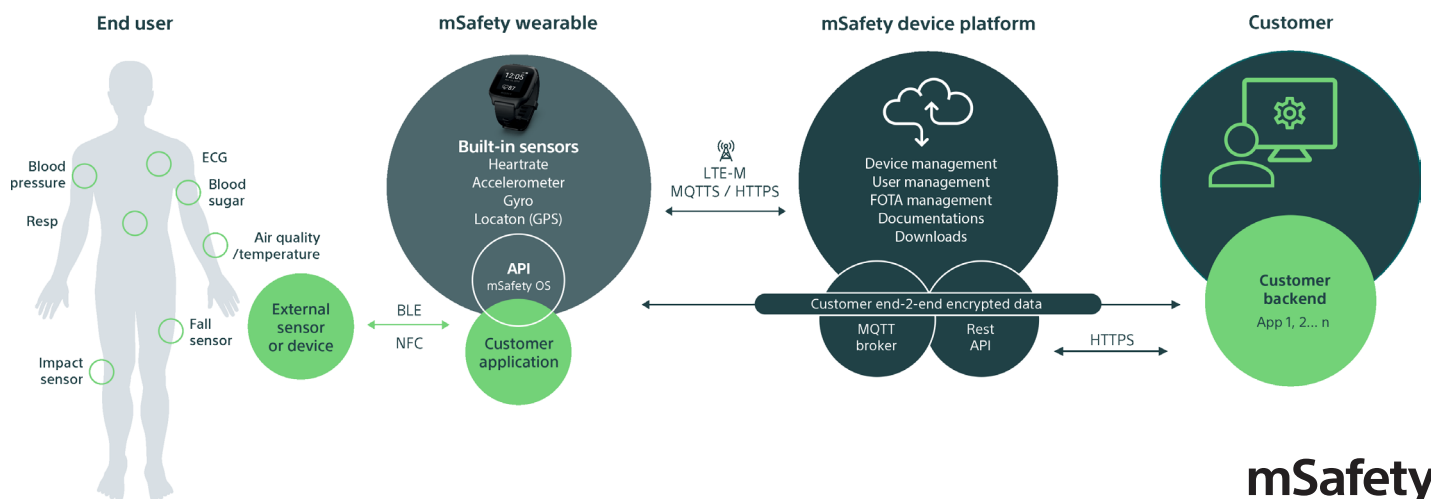 End user
mSafety wearable
mSafety device platform
Customer
Blood
pressure
ECG
Blood
sugar
Resp
Air quality
/temperature
Fall
sensor
Impact
sensor
External
sensor
or device
BLE
NFC
12:05
87
Built-in sensors
Heartrate
Accelerometer
Gyro
Locaton (GPS)
API
mSafety OS
Customer
application
LTE-M
MQTTS / HTTPS
Device management
User management
FOTA management
Documentations
Downloads
Customer end-2-end encrypted data
MQTT
broker
Rest
API
HTTPS
Customer
backend
App 1, 2... n
mSafety